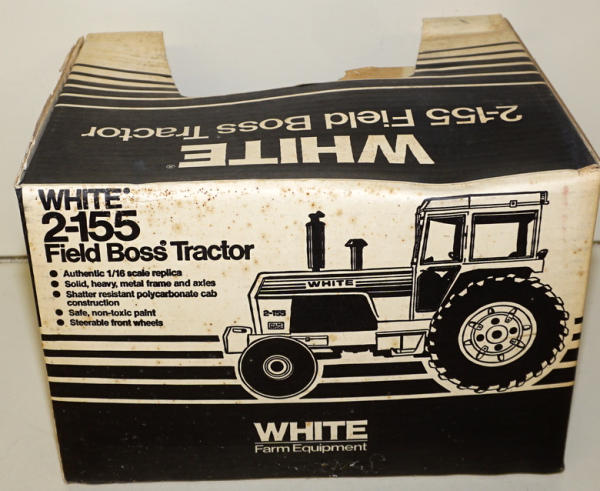 2-155 Field Boss Tractor
WHITE®
WHITE®
2-155
Field Boss® Tractor
● Authentic 1/16 scale replica
● Solid, heavy, metal frame and axles
● Shatter resistant polycarbonate cab
construction
● Safe, non-toxic paint
● Steerable front wheels
WHITE
2-155
WHITE
Farm Equipment